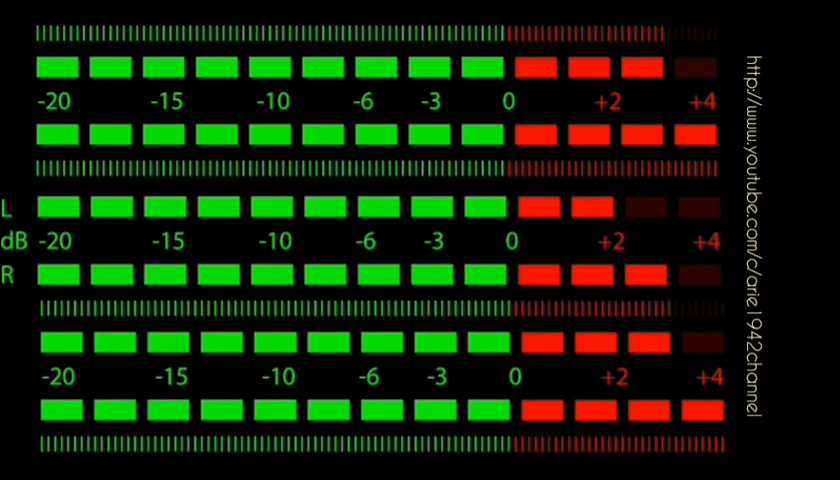 -20 -15 -10 -6 -3 0 +2 +4
L
dB -20 -15 -10 -6 -3 0 +2 +4
R
-20 -15 -10 -6 -3 0 +2 +4
http://www.youtube.com/c/arie1942channel